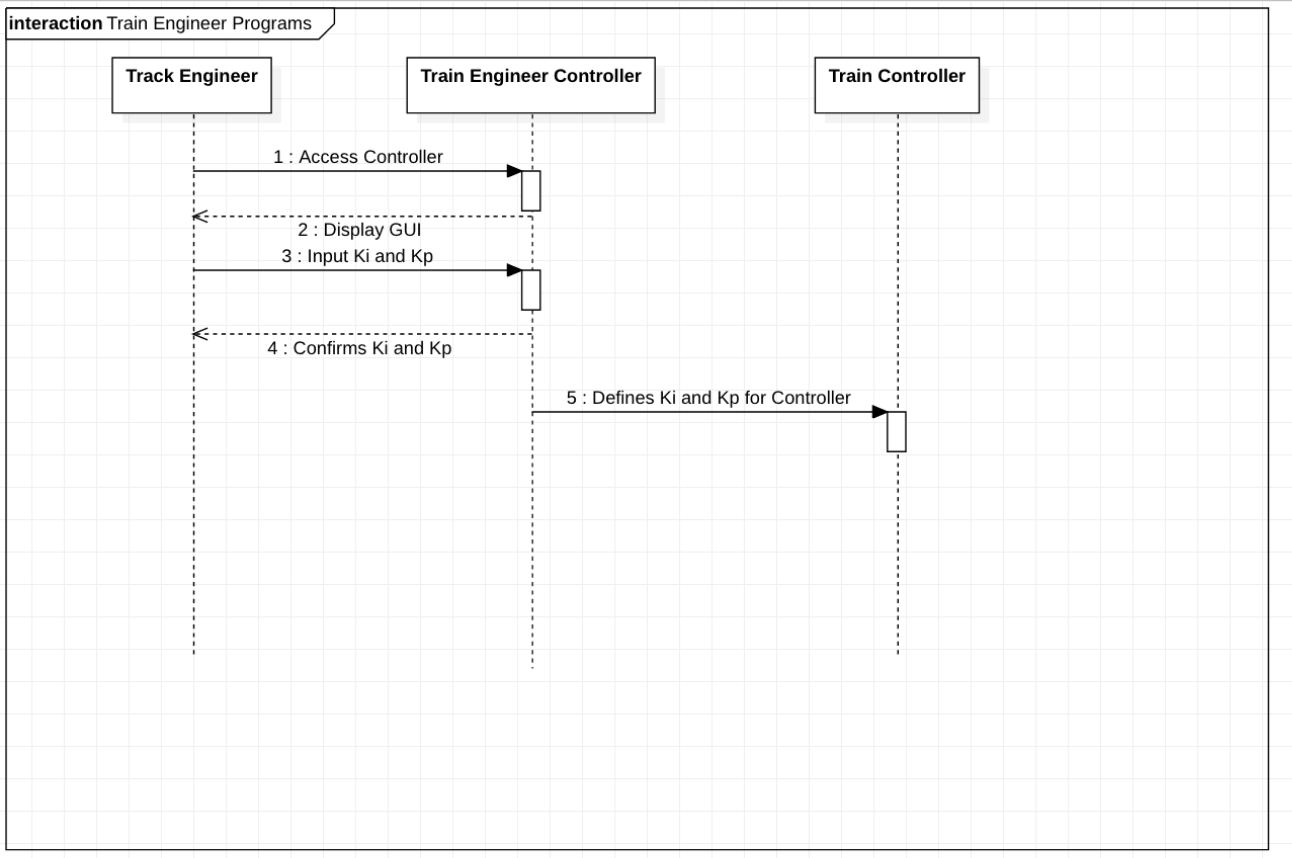 interaction Train Engineer Programs
Track Engineer
Train Engineer Controller
Train Controller
1 : Access Controller
2 : Display GUI
3 : Input Ki and Kp
4 : Confirms Ki and Kp
5 : Defines Ki and Kp for Controller